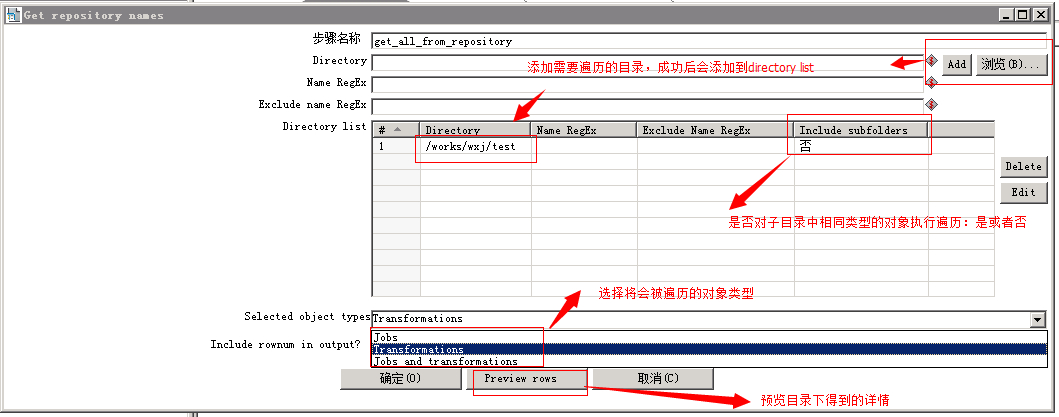 Get repository names
步骤名称 get_all_from_repository
Directory 添加需要遍历的目录，成功后会添加到directory list Add 浏览(B)...
Name RegEx
Exclude name RegEx
Directory list # Directory Name RegEx Exclude Name RegEx Include subfolders
1 /works/wxj/test 否
Delete
Edit
是否对子目录中相同类型的对象执行遍历：是或者否
选择将会被遍历的对象类型
Selected object types Transformations
Jobs
Include rownum in output? Transformations
Jobs and transformations
确定(O) Preview rows 取消(C)
预览目录下得到的详情